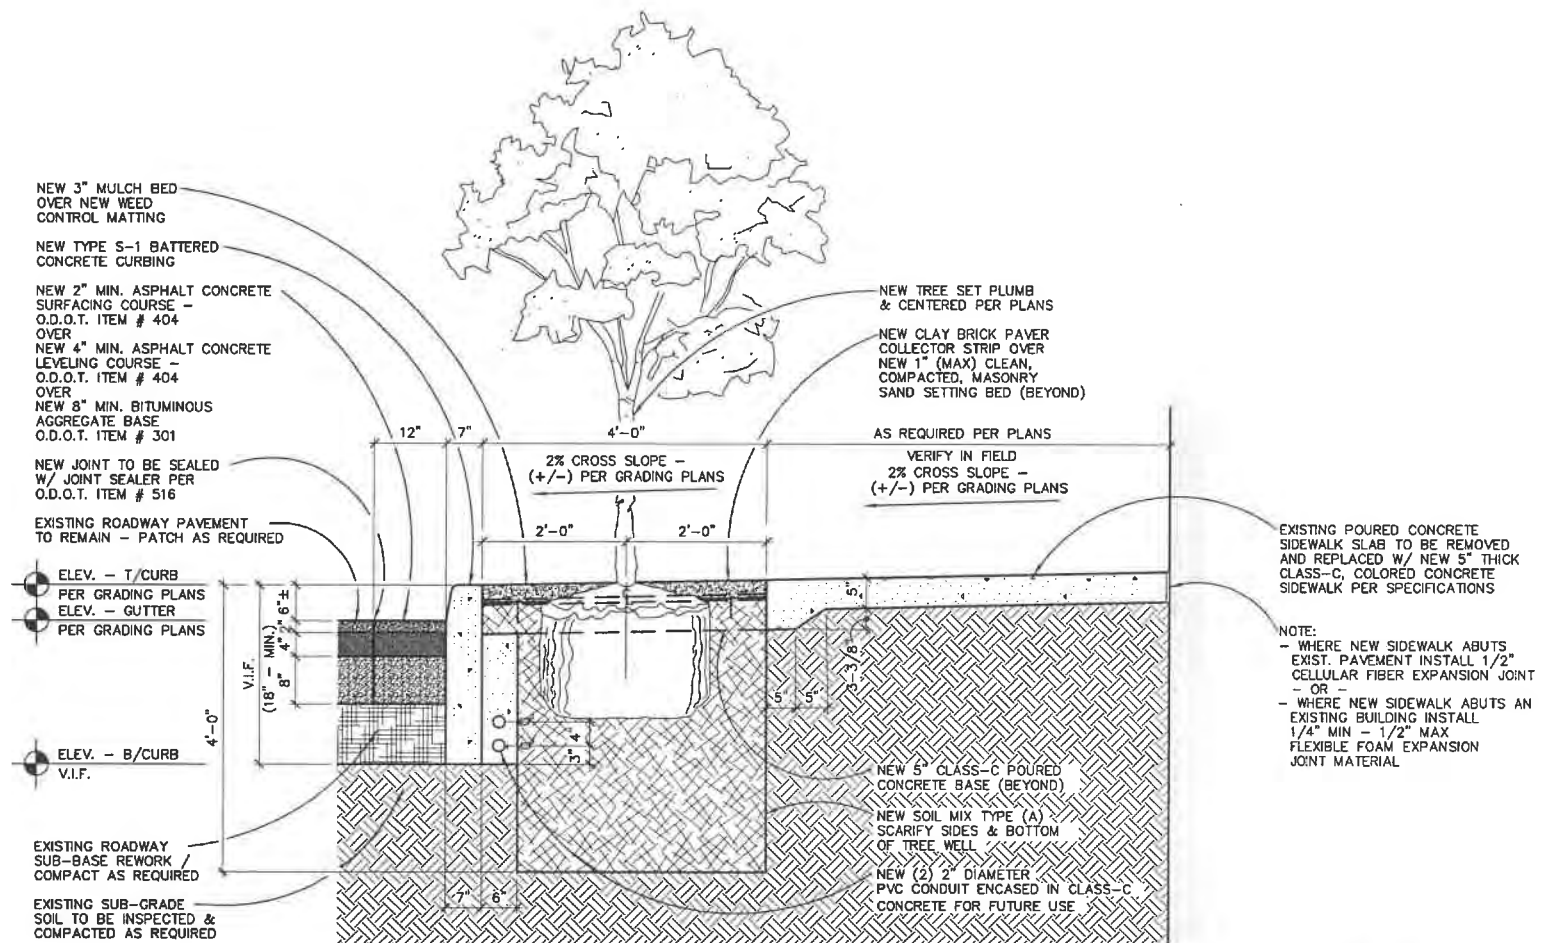 NEW 3" MULCH BED
OVER NEW WEED
CONTROL MATTING
NEW TYPE S-1 BATTERED
CONCRETE CURBING
NEW 2" MIN. ASPHALT CONCRETE
SURFACING COURSE -
O.D.O.T. ITEM # 404
OVER
NEW 4" MIN. ASPHALT CONCRETE
LEVELING COURSE -
O.D.O.T. ITEM # 404
OVER
NEW 8" MIN. BITUMINOUS
AGGREGATE BASE
O.D.O.T. ITEM # 301
NEW JOINT TO BE SEALED
W/ JOINT SEALER PER
O.D.O.T. ITEM # 516
EXISTING ROADWAY PAVEMENT
TO REMAIN - PATCH AS REQUIRED
ELEV. - T/CURB
PER GRADING PLANS
ELEV. - GUTTER
PER GRADING PLANS
ELEV. - B/CURB
V.I.F.
EXISTING ROADWAY
SUB-BASE REWORK /
COMPACT AS REQUIRED
EXISTING SUB-GRADE
SOIL TO BE INSPECTED &
COMPACTED AS REQUIRED
12"
7"
4'-0"
AS REQUIRED PER PLANS
2% CROSS SLOPE -
(+/-) PER GRADING PLANS
VERIFY IN FIELD
2% CROSS SLOPE -
(+/-) PER GRADING PLANS
2'-0"
2'-0"
4'-0"
V.I.F.
(18" - MIN.)
6"±
2"
4"
8"
5"
3-3/8"
5"
5"
4"
3"
7"
6"
NEW TREE SET PLUMB
& CENTERED PER PLANS
NEW CLAY BRICK PAVER
COLLECTOR STRIP OVER
NEW 1" (MAX) CLEAN,
COMPACTED, MASONRY
SAND SETTING BED (BEYOND)
EXISTING POURED CONCRETE
SIDEWALK SLAB TO BE REMOVED
AND REPLACED W/ NEW 5" THICK
CLASS-C, COLORED CONCRETE
SIDEWALK PER SPECIFICATIONS
NOTE:
- WHERE NEW SIDEWALK ABUTS
EXIST. PAVEMENT INSTALL 1/2"
CELLULAR FIBER EXPANSION JOINT
- OR -
- WHERE NEW SIDEWALK ABUTS AN
EXISTING BUILDING INSTALL
1/4" MIN - 1/2" MAX
FLEXIBLE FOAM EXPANSION
JOINT MATERIAL
NEW 5" CLASS-C POURED
CONCRETE BASE (BEYOND)
NEW SOIL MIX TYPE (A)
SCARIFY SIDES & BOTTOM
OF TREE WELL
NEW (2) 2" DIAMETER
PVC CONDUIT ENCASED IN CLASS-C
CONCRETE FOR FUTURE USE